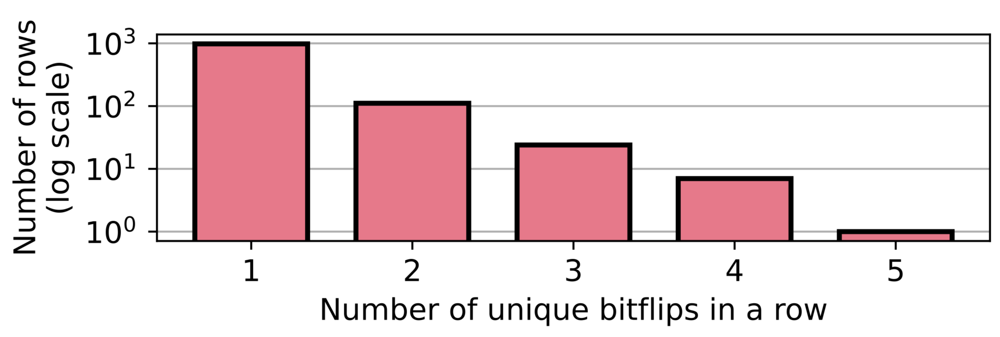 Number of rows
(log scale)
10³
10²
10¹
10⁰
1 2 3 4 5
Number of unique bitflips in a row